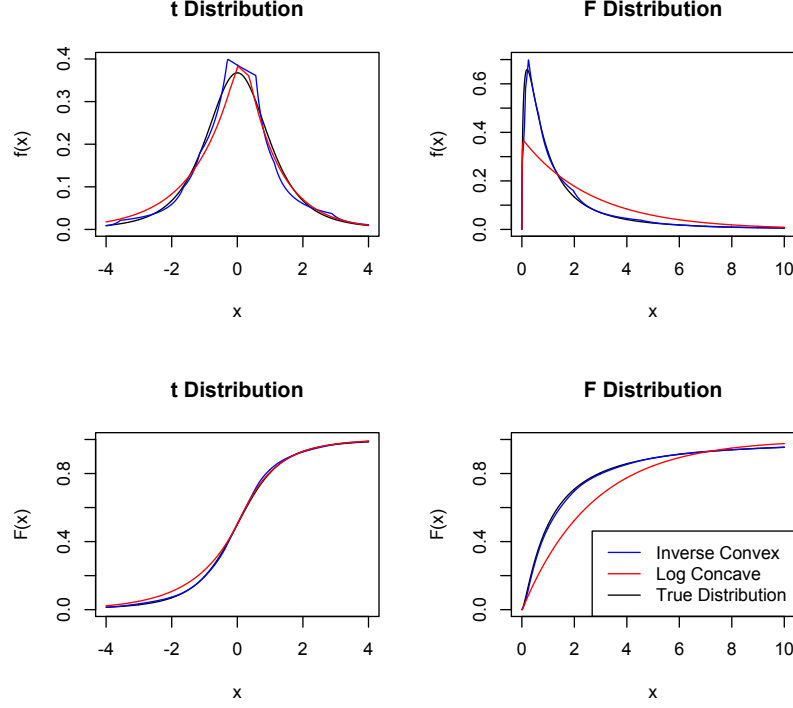 t Distribution
f(x)
0.0 0.1 0.2 0.3 0.4
-4 -2 0 2 4
x
F Distribution
f(x)
0.0 0.2 0.4 0.6
0 2 4 6 8 10
x
t Distribution
F(x)
0.0 0.4 0.8
-4 -2 0 2 4
x
F Distribution
F(x)
0.0 0.4 0.8
0 2 4 6 8 10
x
Inverse Convex
Log Concave
True Distribution